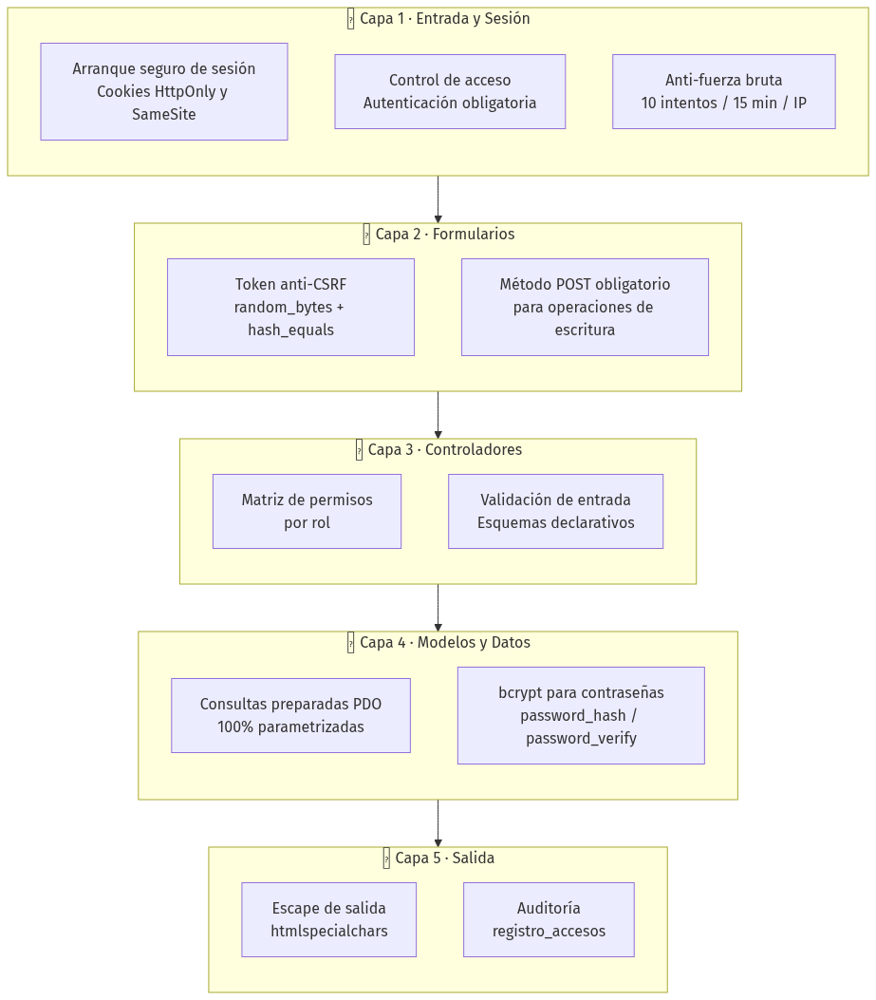 Capa 1 · Entrada y Sesión
Arranque seguro de sesión
Cookies HttpOnly y
SameSite
Control de acceso
Autenticación obligatoria
Anti-fuerza bruta
10 intentos / 15 min / IP
Capa 2 · Formularios
Token anti-CSRF
random_bytes +
hash_equals
Método POST obligatorio
para operaciones de
escritura
Capa 3 · Controladores
Matriz de permisos
por rol
Validación de entrada
Esquemas declarativos
Capa 4 · Modelos y Datos
Consultas preparadas PDO
100% parametrizadas
bcrypt para contraseñas
password_hash /
password_verify
Capa 5 · Salida
Escape de salida
htmlspecialchars
Auditoría
registro_accesos